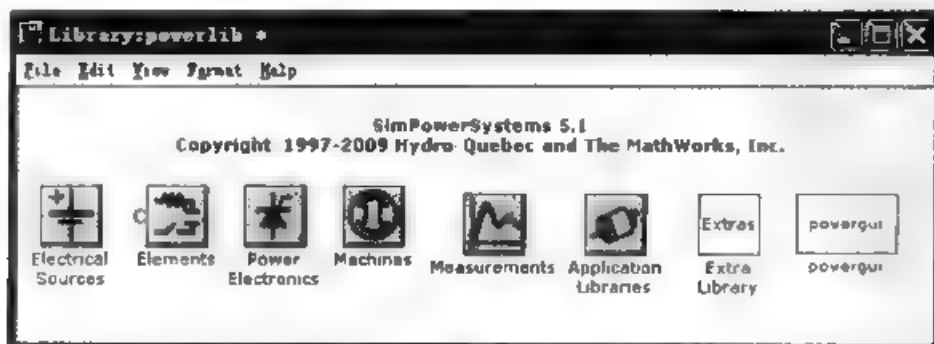 Library:powerlib *
File Edit View Format Help
SimPowerSystems 5.1
Copyright 1997-2009 Hydro-Quebec and The MathWorks, Inc.
Extras
powergui
Electrical Sources
Elements
Power Electronics
Machines
Measurements
Application Libraries
Extra Library
powergui